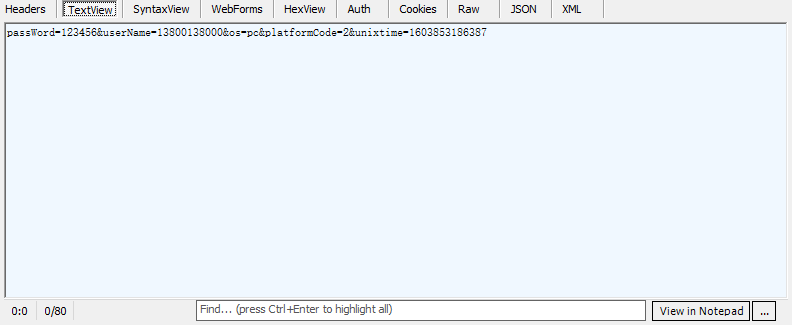 Headers TextView SyntaxView WebForms HexView Auth Cookies Raw JSON XML
passWord=123456&userName=13800138000&os=pc&platformCode=2&unixtime=1603853186387
0:0 0/80 Find... (press Ctrl+Enter to highlight all) View in Notepad ...